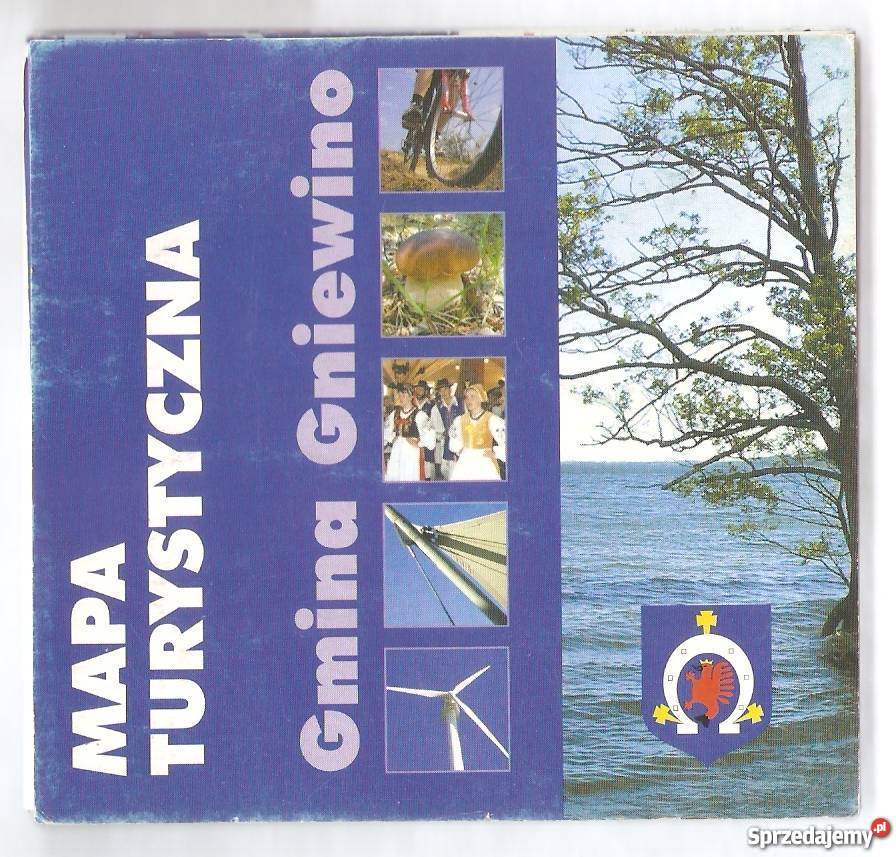 MAPA
TURYSTYCZNA
Gmina Gniewino
Sprzedajemy.pl